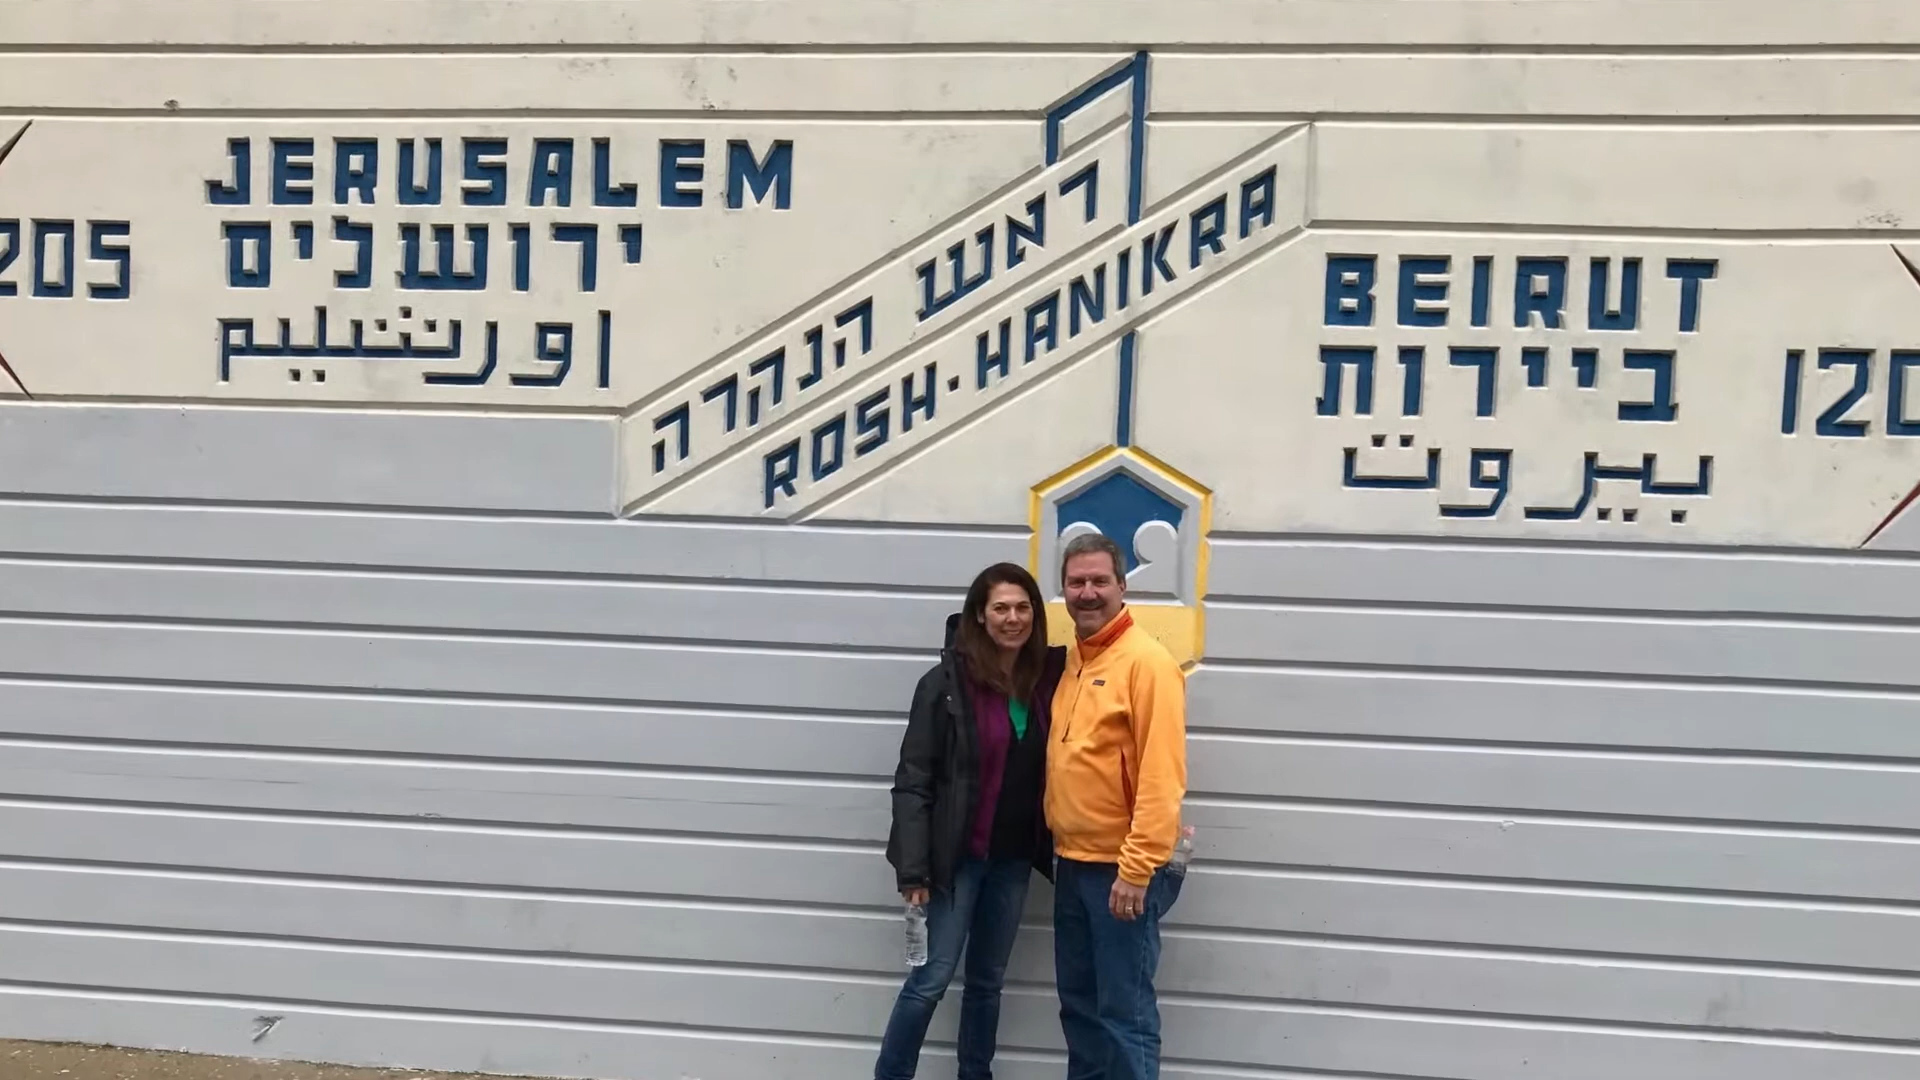 JERUSALEM
205 ירושלים
اورشليم
ראש הנקרה
ROSH-HANIKRA
BEIRUT
ביירות 120
بيروت